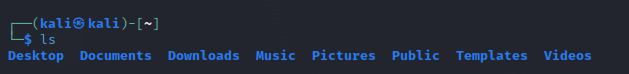 ┌──(kali㉿kali)-[~]
└─$ ls
Desktop  Documents  Downloads  Music  Pictures  Public  Templates  Videos